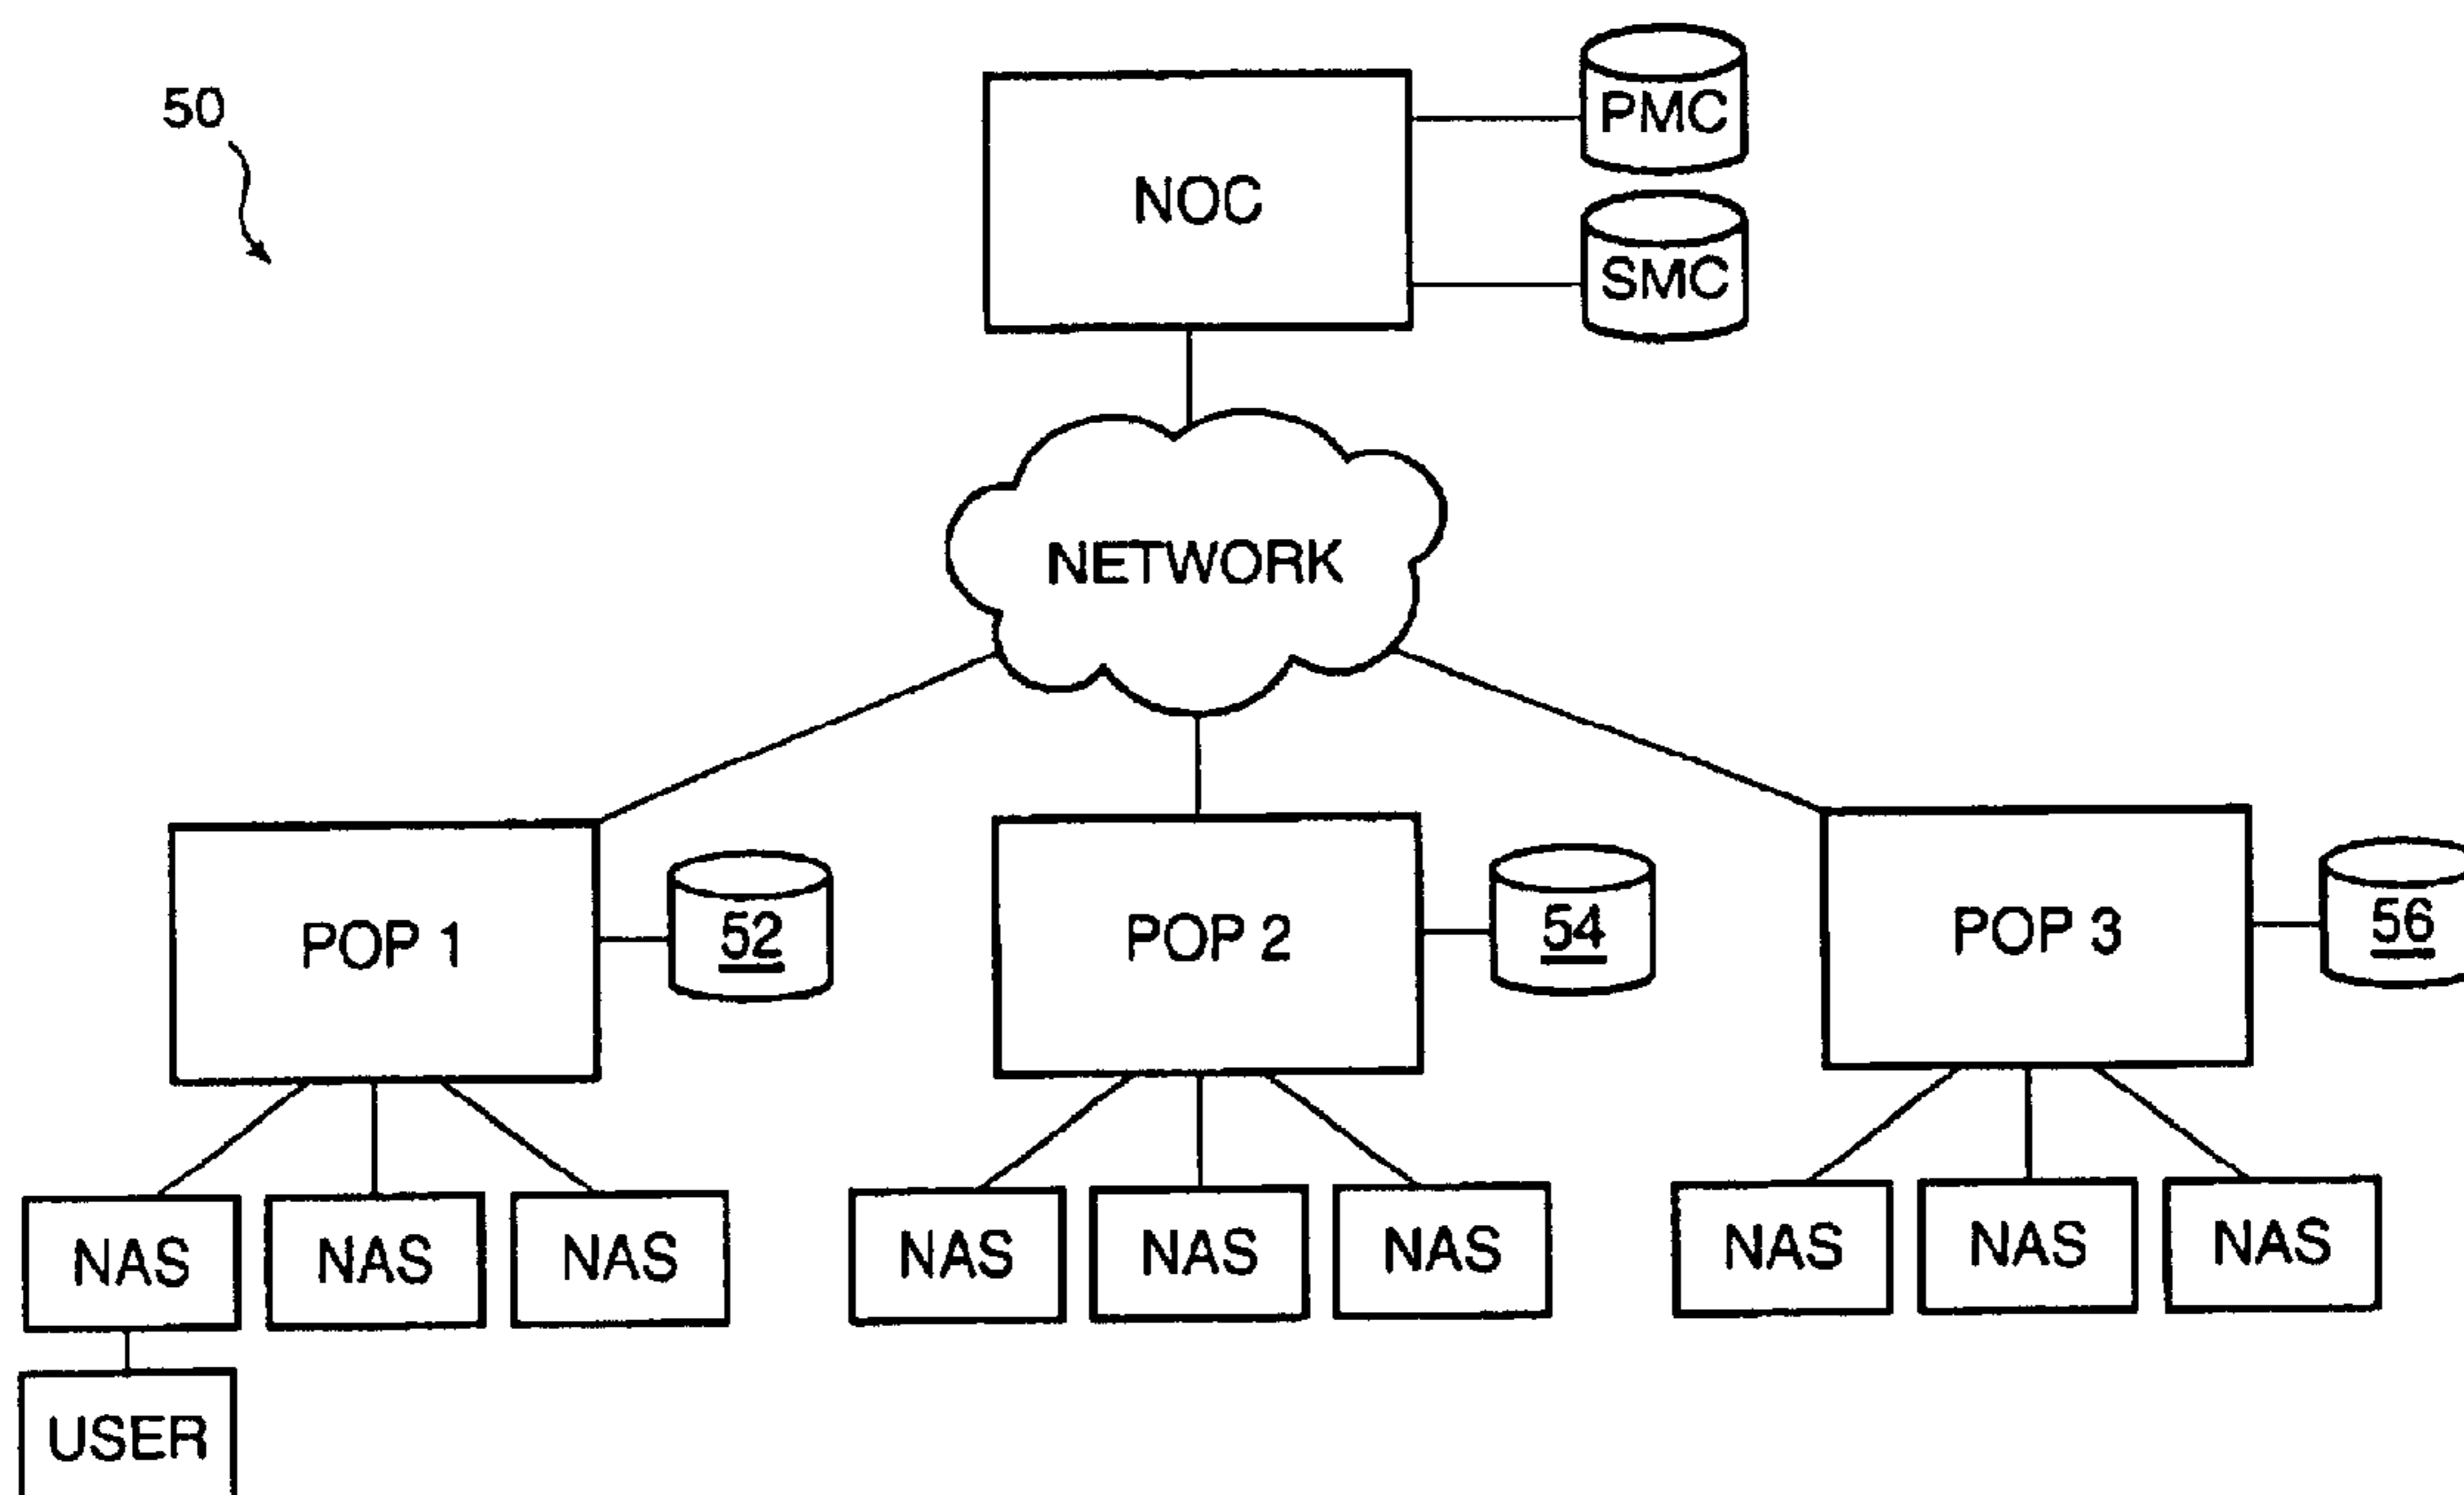 50
PMC
NOC
SMC
NETWORK
POP 1
52
POP 2
54
POP 3
56
NAS
NAS
NAS
NAS
NAS
NAS
NAS
NAS
NAS
USER